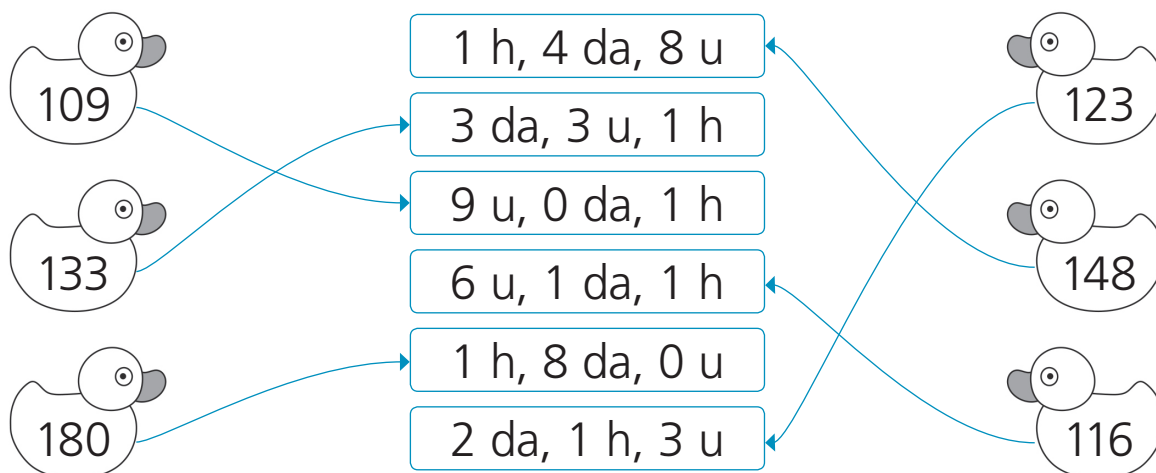 109
133
180
1 h, 4 da, 8 u
3 da, 3 u, 1 h
9 u, 0 da, 1 h
6 u, 1 da, 1 h
1 h, 8 da, 0 u
2 da, 1 h, 3 u
123
148
116